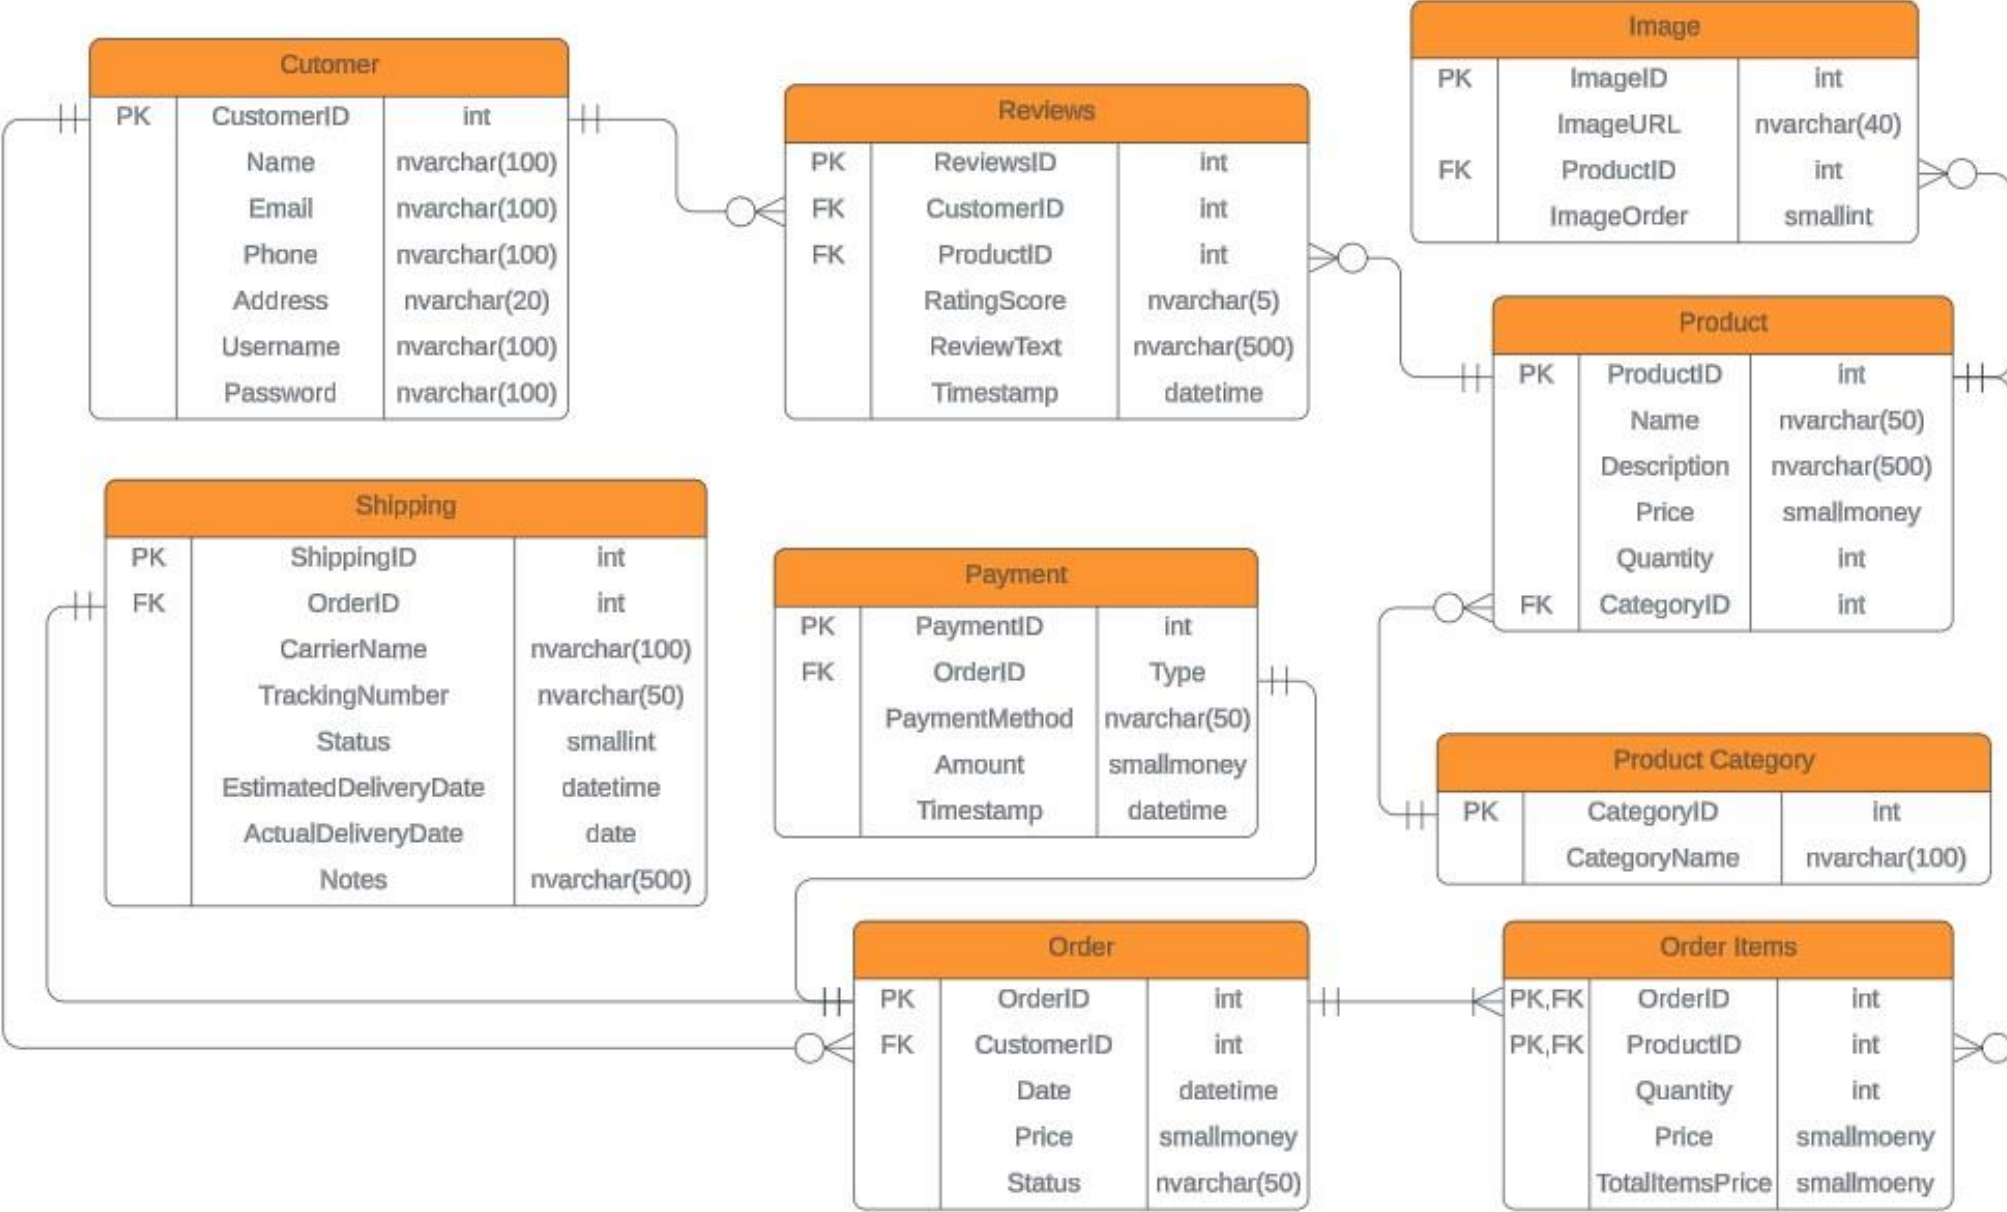 Cutomer
PK CustomerID int
Name nvarchar(100)
Email nvarchar(100)
Phone nvarchar(100)
Address nvarchar(20)
Username nvarchar(100)
Password nvarchar(100)
Reviews
PK ReviewsID int
FK CustomerID int
FK ProductID int
RatingScore nvarchar(5)
ReviewText nvarchar(500)
Timestamp datetime
Image
PK ImageID int
ImageURL nvarchar(40)
FK ProductID int
ImageOrder smallint
Product
PK ProductID int
Name nvarchar(50)
Description nvarchar(500)
Price smallmoney
Quantity int
FK CategoryID int
Shipping
PK ShippingID int
FK OrderID int
CarrierName nvarchar(100)
TrackingNumber nvarchar(50)
Status smallint
EstimatedDeliveryDate datetime
ActualDeliveryDate date
Notes nvarchar(500)
Payment
PK PaymentID int
FK OrderID Type
PaymentMethod nvarchar(50)
Amount smallmoney
Timestamp datetime
Product Category
PK CategoryID int
CategoryName nvarchar(100)
Order
PK OrderID int
FK CustomerID int
Date datetime
Price smallmoney
Status nvarchar(50)
Order Items
PK,FK OrderID int
PK,FK ProductID int
Quantity int
Price smallmoeny
TotalItemsPrice smallmoeny